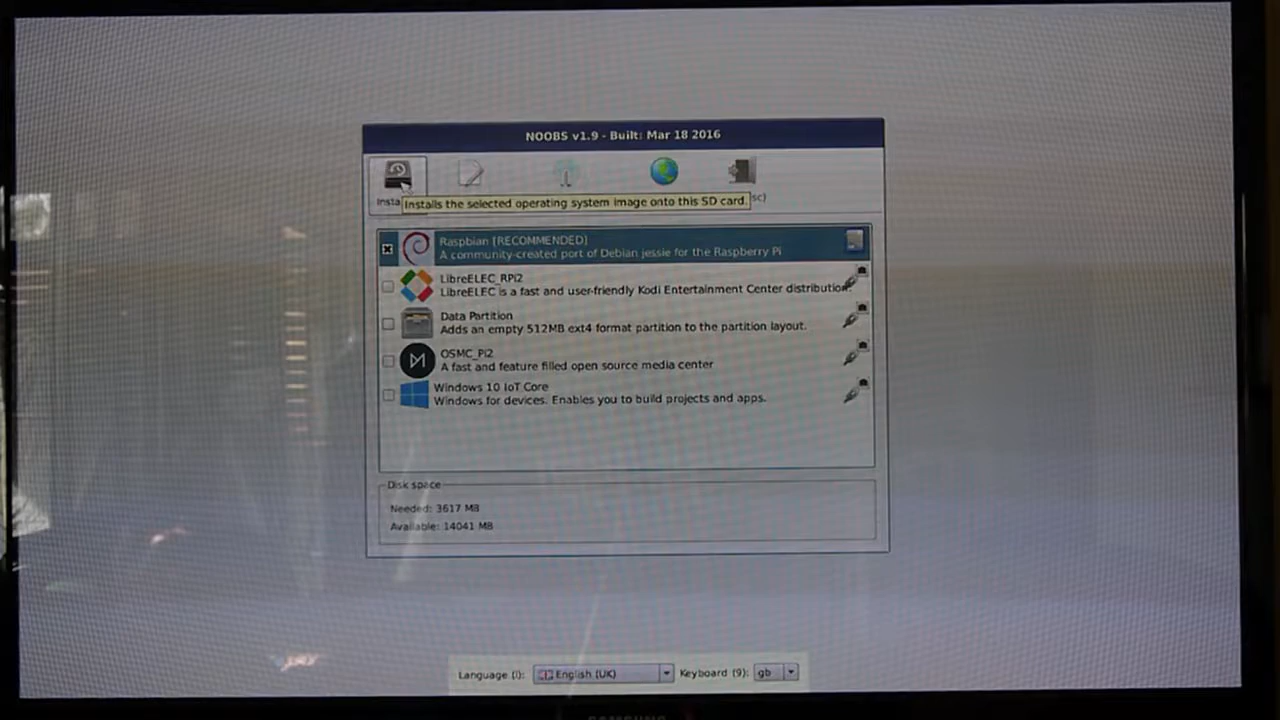 NOOBS v1.9 - Built: Mar 18 2016
Insta
sc)
Installs the selected operating system image onto this SD card.
Raspbian [RECOMMENDED]
A community-created port of Debian jessie for the Raspberry Pi
LibreELEC_RPi2
LibreELEC is a fast and user-friendly Kodi Entertainment Center distribution.
Data Partition
Adds an empty 512MB ext4 format partition to the partition layout.
OSMC_Pi2
A fast and feature filled open source media center
Windows 10 IoT Core
Windows for devices. Enables you to build projects and apps.
Disk space
Needed: 3617 MB
Available: 14041 MB
Language (l): English (UK) Keyboard (9): gb
SAMSUNG